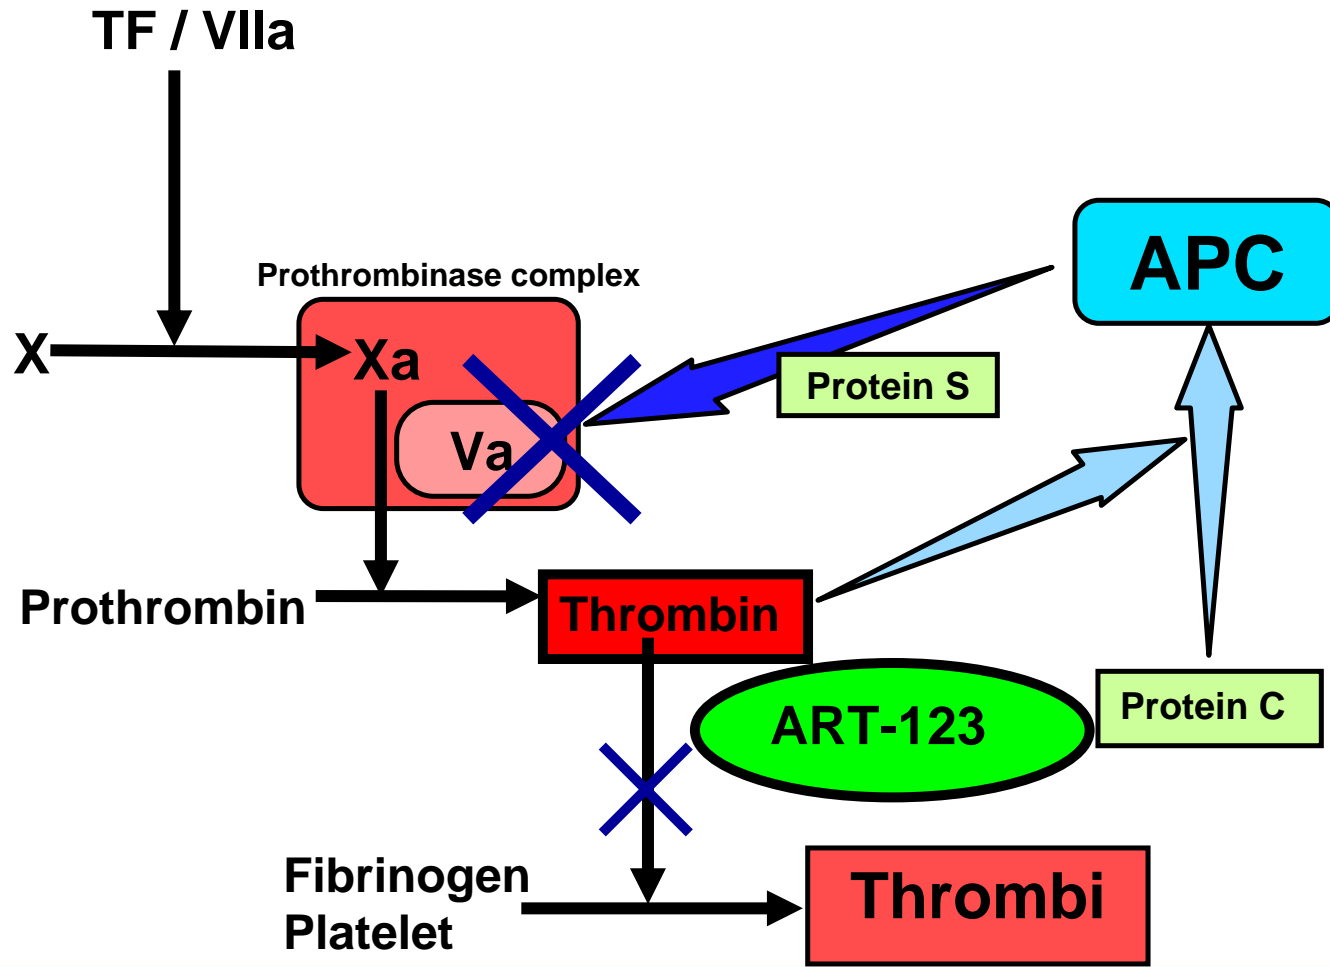 TF / VIIa
APC
Prothrombinase complex
X
Xa
Protein S
Va
Prothrombin
Thrombin
Protein C
ART-123
Fibrinogen
Platelet
Thrombi